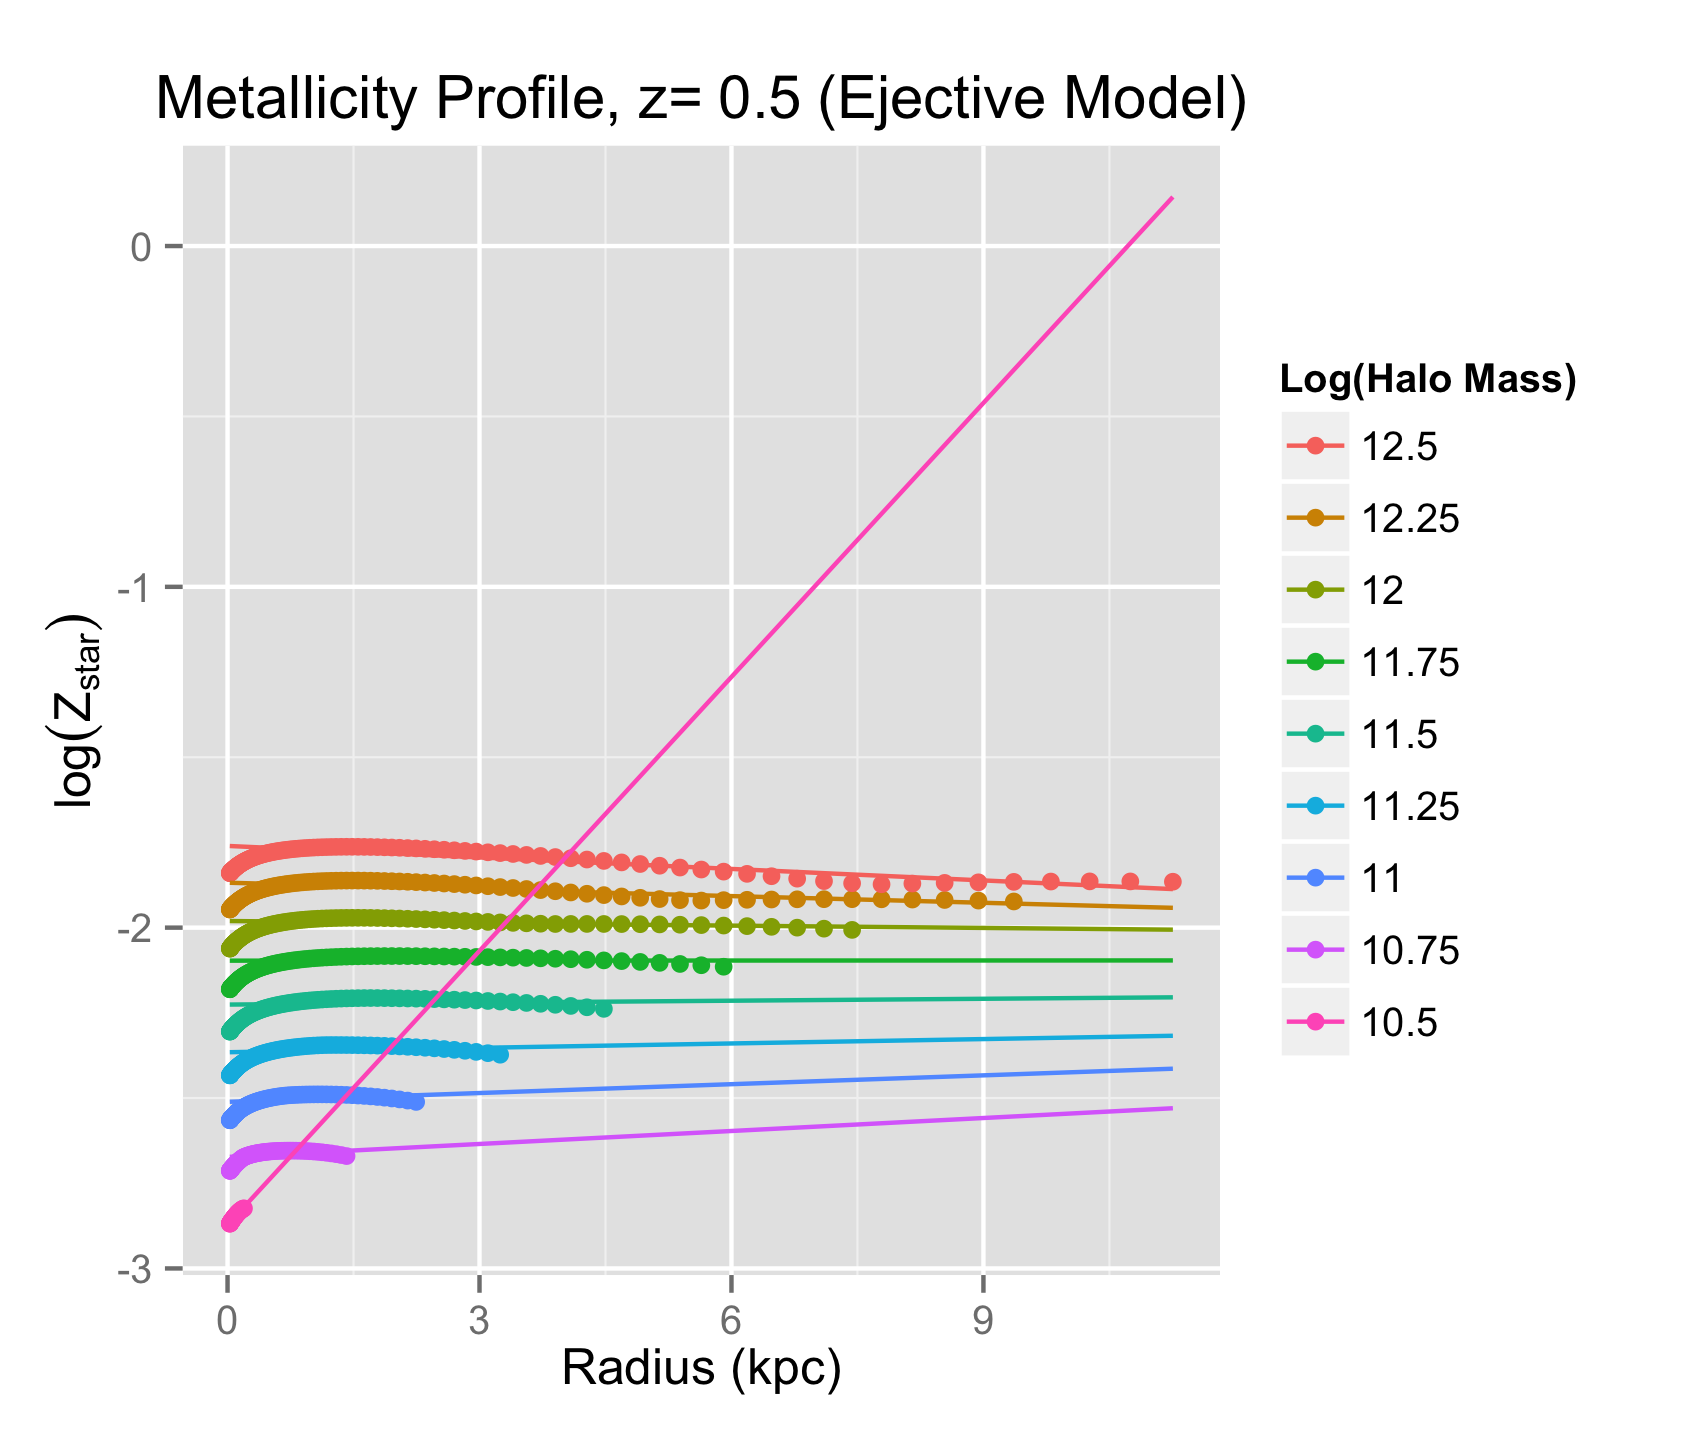 Metallicity Profile, z= 0.5 (Ejective Model)
0
-1
-2
-3
log(Zstar)
0 3 6 9
Radius (kpc)
Log(Halo Mass)
12.5
12.25
12
11.75
11.5
11.25
11
10.75
10.5